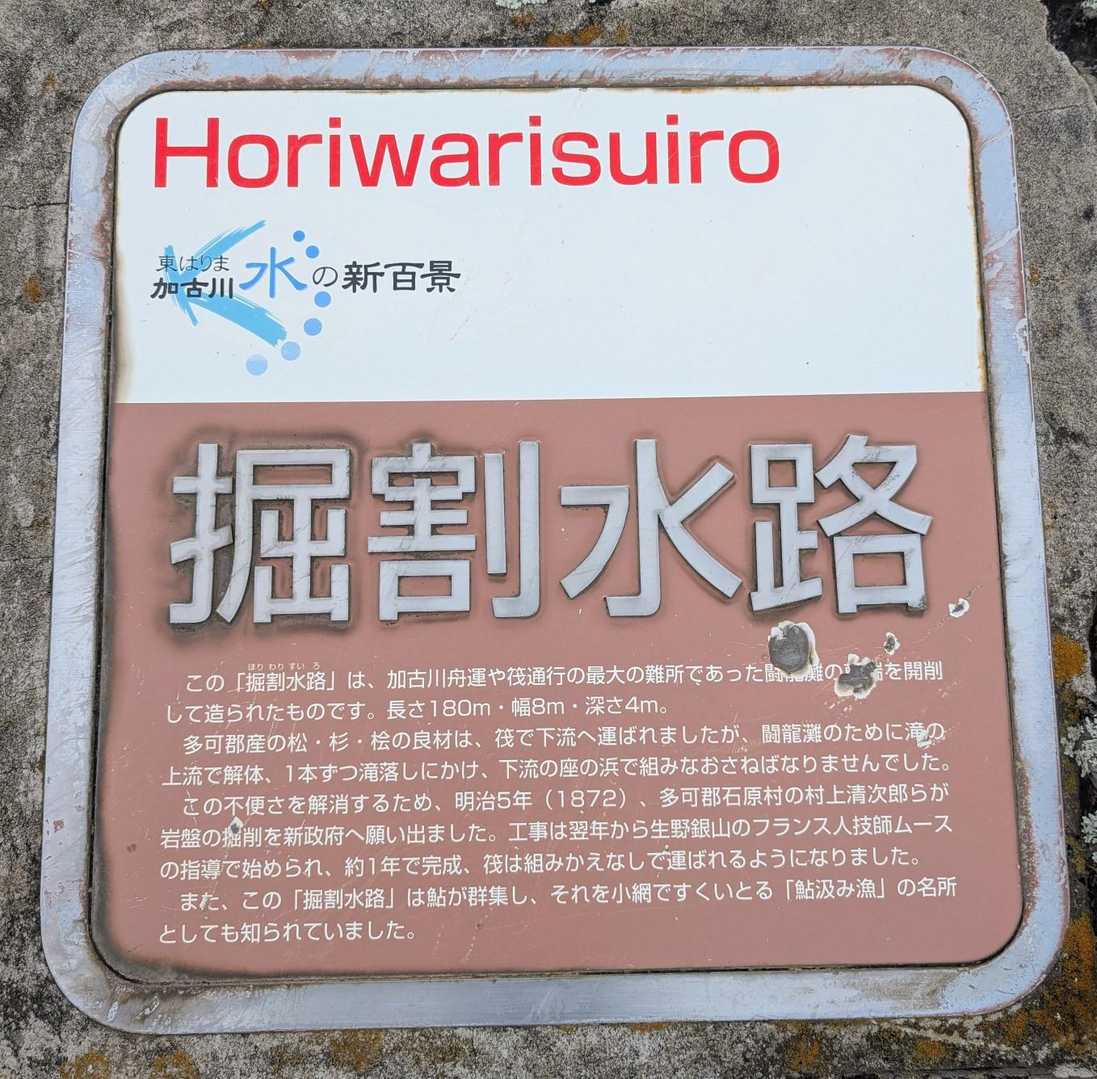 Horiwarisuiro
東はりま
加古川 水の新百景
掘割水路
ほり わり すい ろ
この「掘割水路」は、加古川舟運や筏通行の最大の難所であった闘龍灘の を開削
して造られたものです。長さ180m・幅8m・深さ4m。
多可郡産の松・杉・桧の良材は、筏で下流へ運ばれましたが、闘龍灘のために滝の
上流で解体、1本ずつ滝落しにかけ、下流の座の浜で組みなおさねばなりませんでした。
この不便さを解消するため、明治5年（1872）、多可郡石原村の村上清次郎らが
岩盤の掘削を新政府へ願い出ました。工事は翌年から生野銀山のフランス人技師ムース
の指導で始められ、約1年で完成、筏は組みかえなしで運ばれるようになりました。
また、この「掘割水路」は鮎が群集し、それを小網ですくいとる「鮎汲み漁」の名所
としても知られていました。